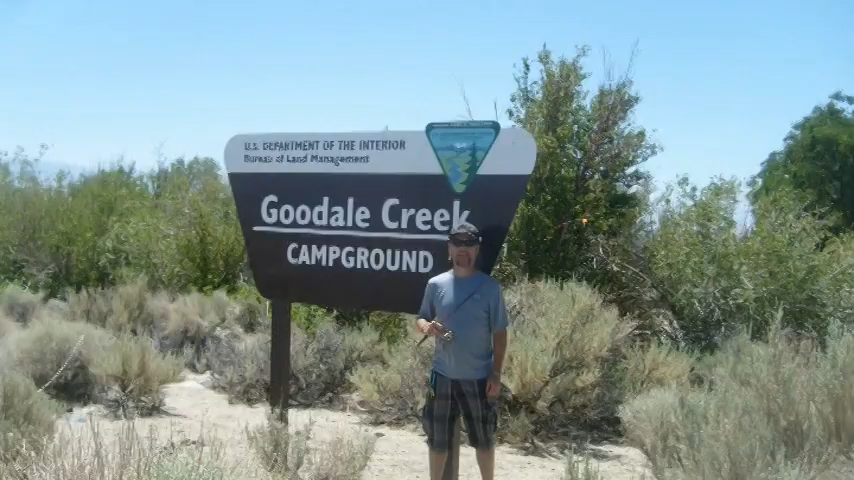 U.S. DEPARTMENT OF THE INTERIOR
Bureau of Land Management
Goodale Creek
CAMPGROUND